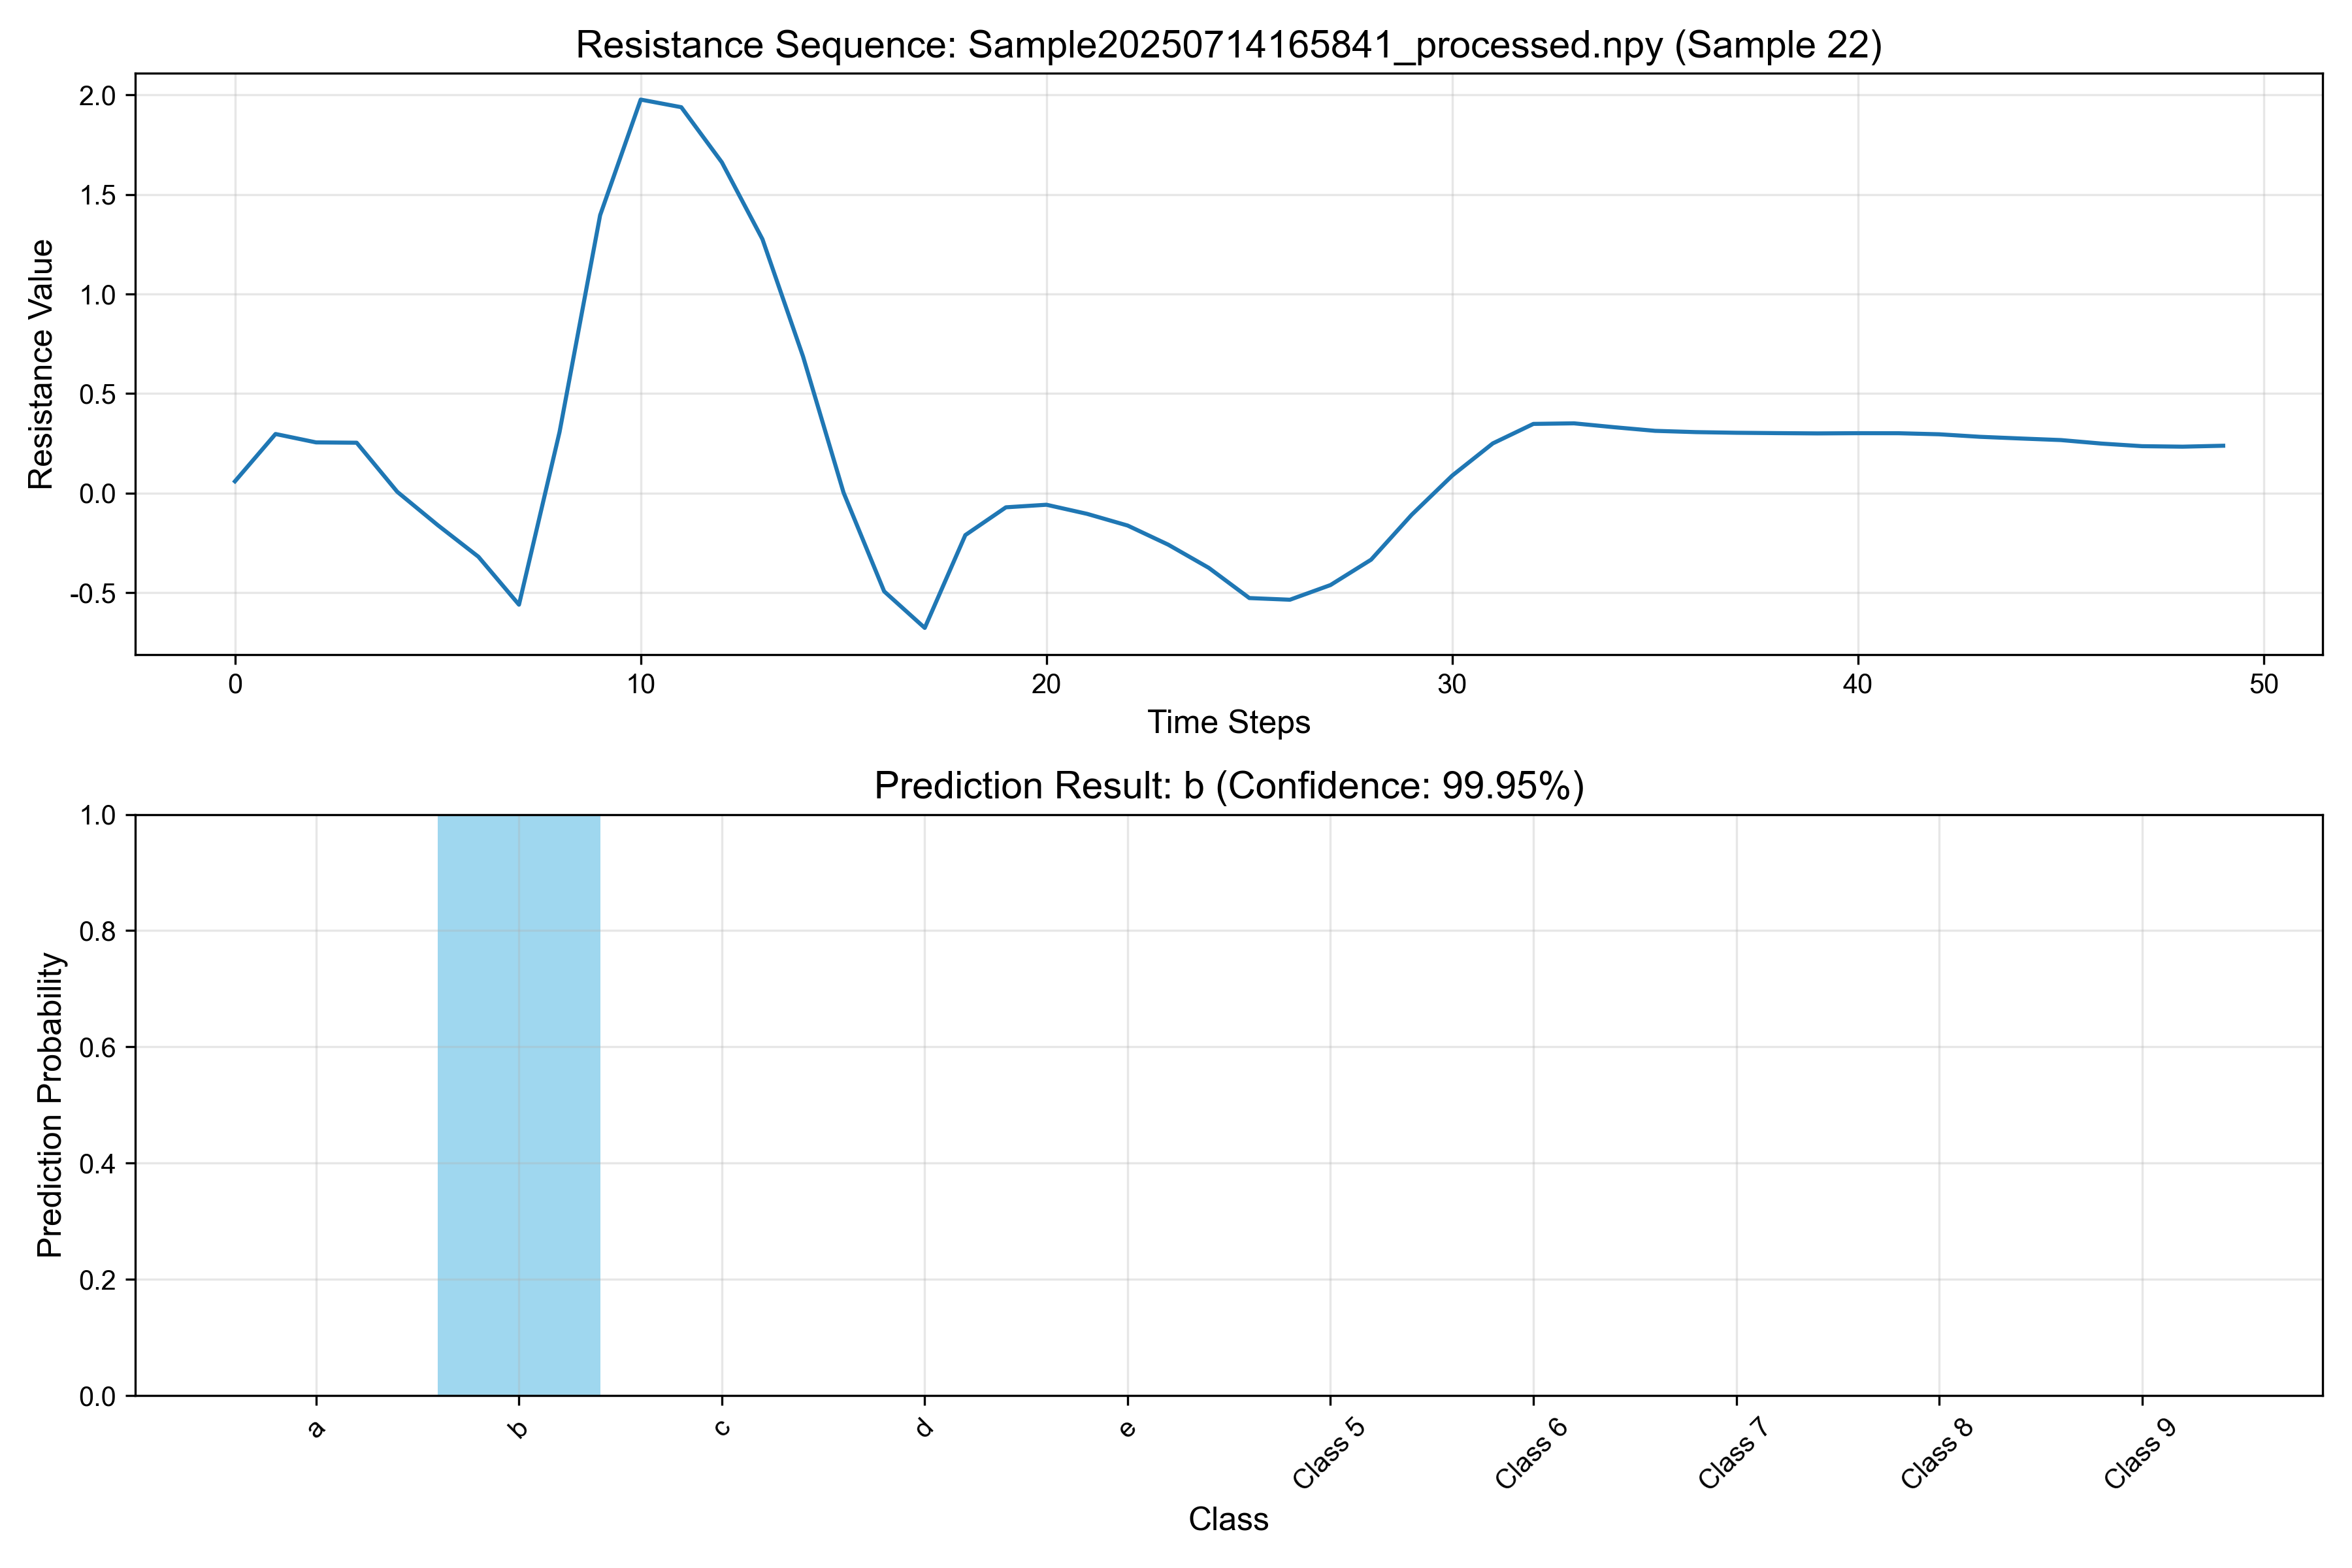 Resistance Sequence: Sample20250714165841_processed.npy (Sample 22)
2.0
1.5
1.0
0.5
0.0
-0.5
Resistance Value
0 10 20 30 40 50
Time Steps
Prediction Result: b (Confidence: 99.95%)
1.0
0.8
0.6
0.4
0.2
0.0
Prediction Probability
a b c d e Class 5 Class 6 Class 7 Class 8 Class 9
Class